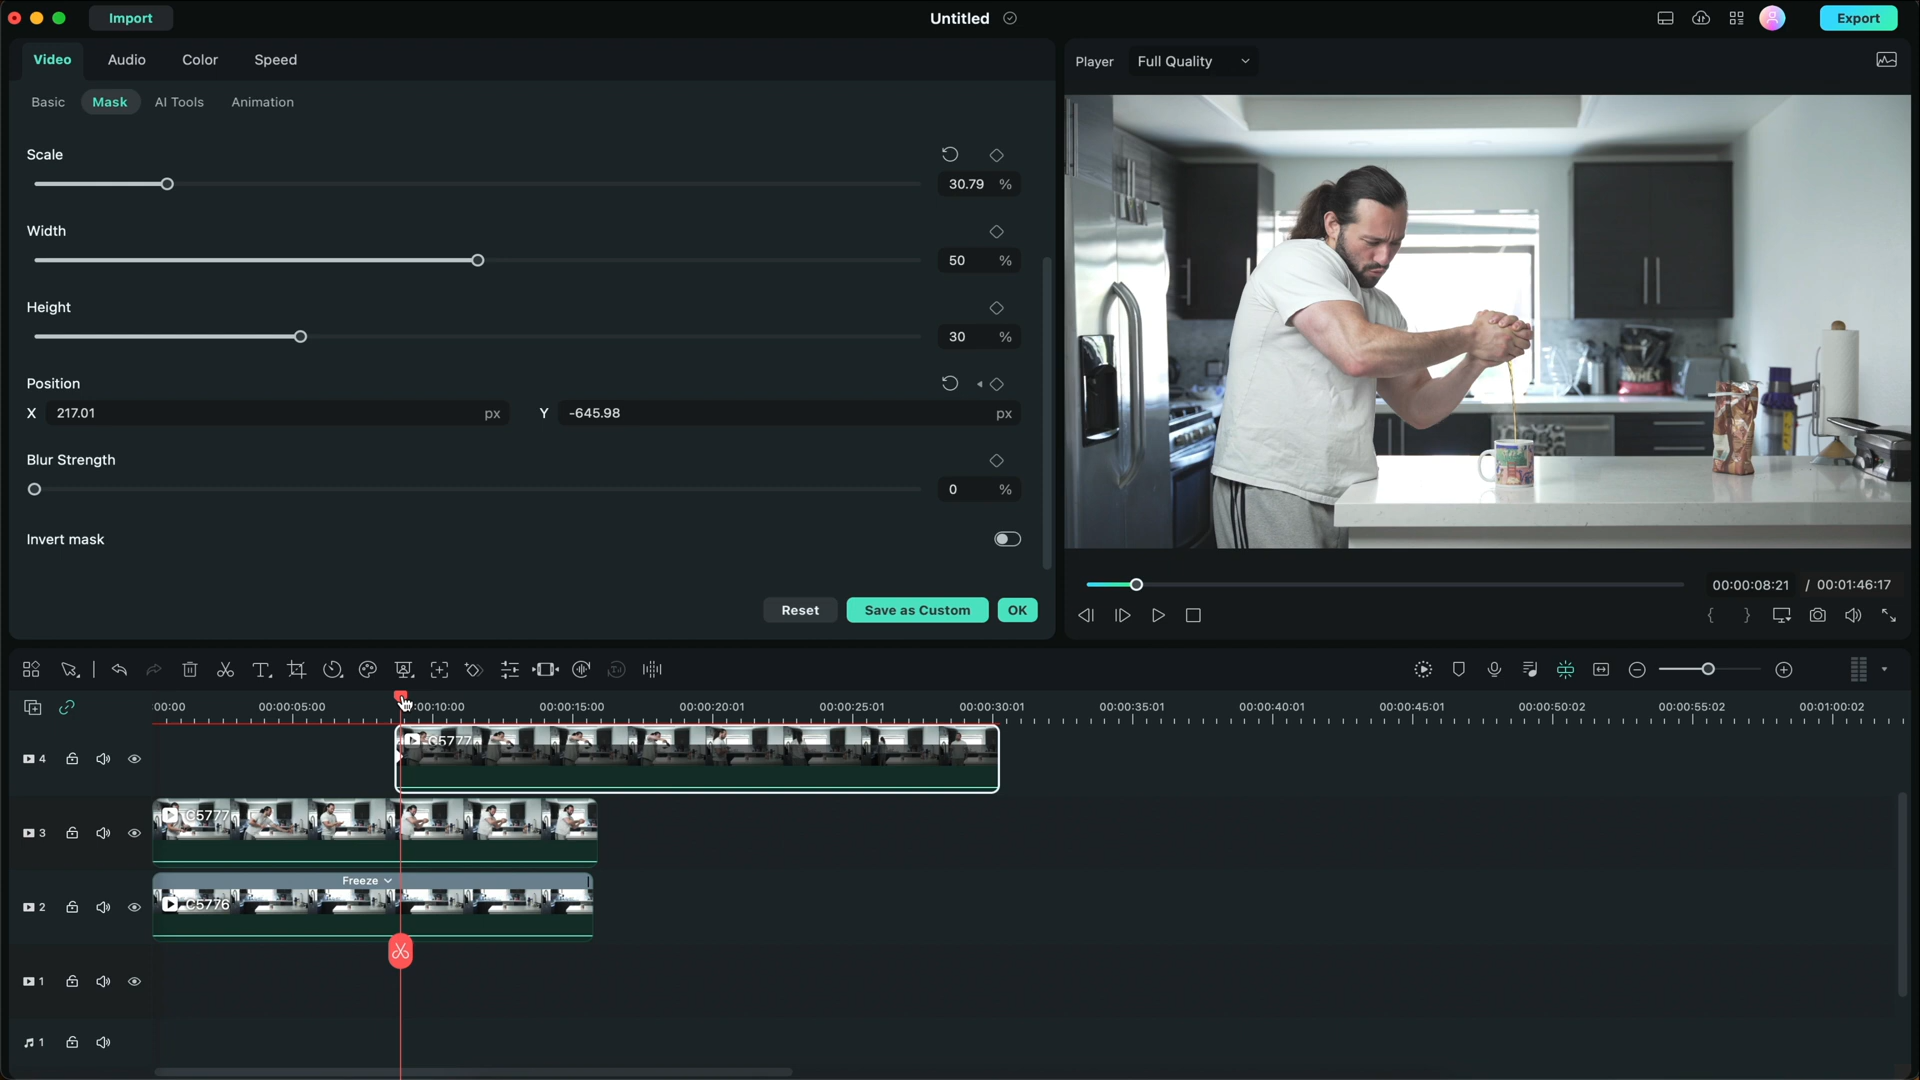 Import
Untitled
Export
Video Audio Color Speed
Player Full Quality
Basic Mask AI Tools Animation
Scale
30.79 %
Width
50 %
Height
30 %
Position
X 217.01 px Y -645.98 px
Blur Strength
0 %
Invert mask
Reset Save as Custom OK
00:00:08:21 / 00:01:46:17
:00:00 00:00:05:00 00:00:10:00 00:00:15:00 00:00:20:01 00:00:25:01 00:00:30:01 00:00:35:01 00:00:40:01 00:00:45:01 00:00:50:02 00:00:55:02 00:01:00:02
4 C5777
3 C5777
Freeze
2 C5776
1
1